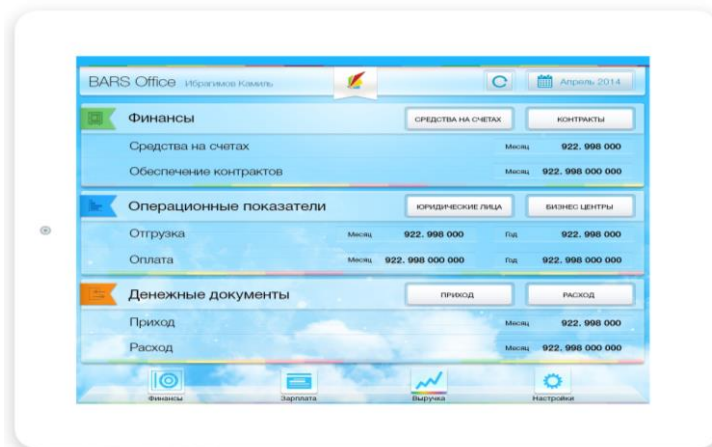 BARS Office Ибрагимов Камиль Апрель 2014
Финансы СРЕДСТВА НА СЧЕТАХ КОНТРАКТЫ
Средства на счетах Месяц 922. 998 000
Обеспечение контрактов Месяц 922. 998 000 000
Операционные показатели ЮРИДИЧЕСКИЕ ЛИЦА БИЗНЕС ЦЕНТРЫ
Отгрузка Месяц 922. 998 000 Год 922. 998 000
Оплата Месяц 922. 998 000 000 Год 922. 998 000 000
Денежные документы ПРИХОД РАСХОД
Приход Месяц 922. 998 000
Расход Месяц 922. 998 000 000
Финансы Зарплата Выручка Настройки